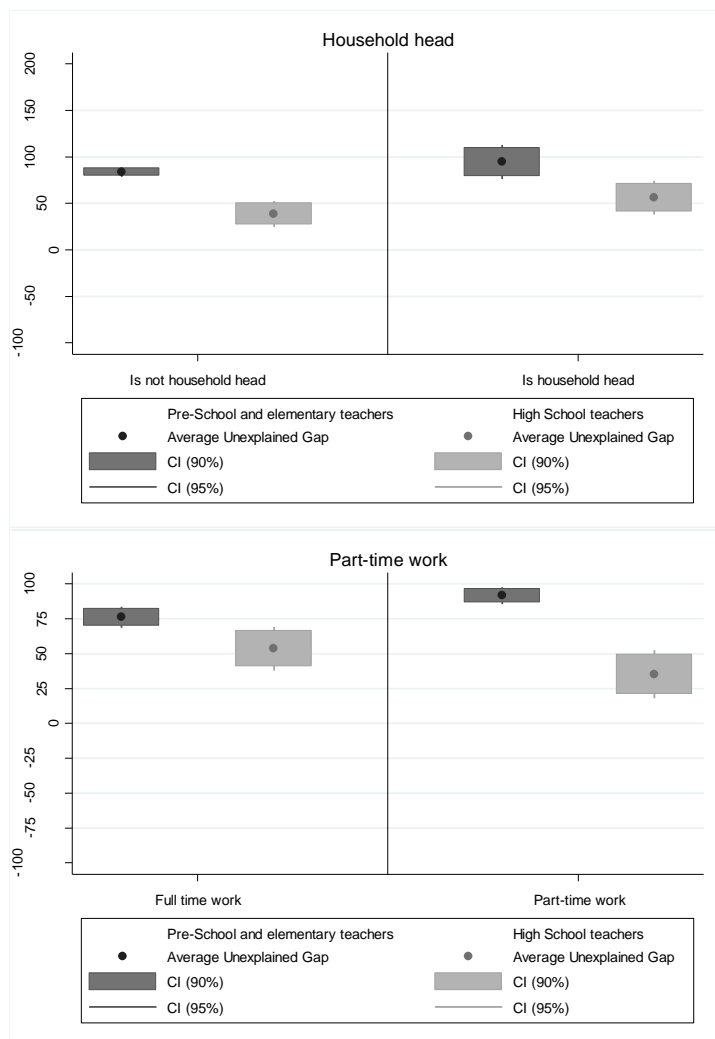 Household head
200
150
100
50
0
-50
-100
Is not household head Is household head
Pre-School and elementary teachers High School teachers
Average Unexplained Gap Average Unexplained Gap
CI (90%) CI (90%)
CI (95%) CI (95%)
Part-time work
100
75
50
25
0
-25
-50
-75
-100
Full time work Part-time work
Pre-School and elementary teachers High School teachers
Average Unexplained Gap Average Unexplained Gap
CI (90%) CI (90%)
CI (95%) CI (95%)